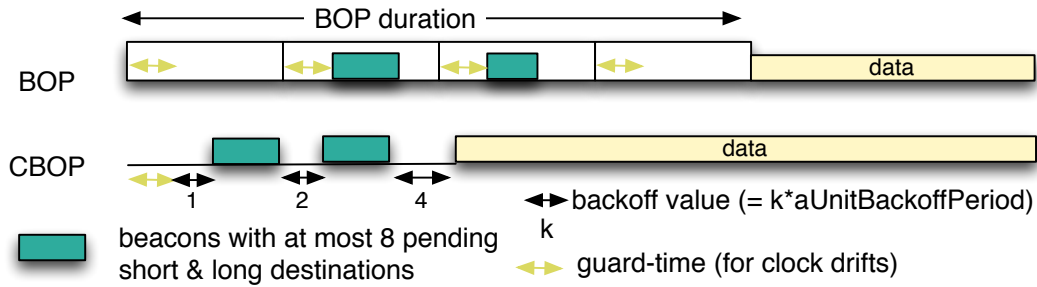 BOP duration
BOP
data
CBOP
data
1
2
4
backoff value (= k*aUnitBackoffPeriod)
k
beacons with at most 8 pending
short & long destinations
guard-time (for clock drifts)